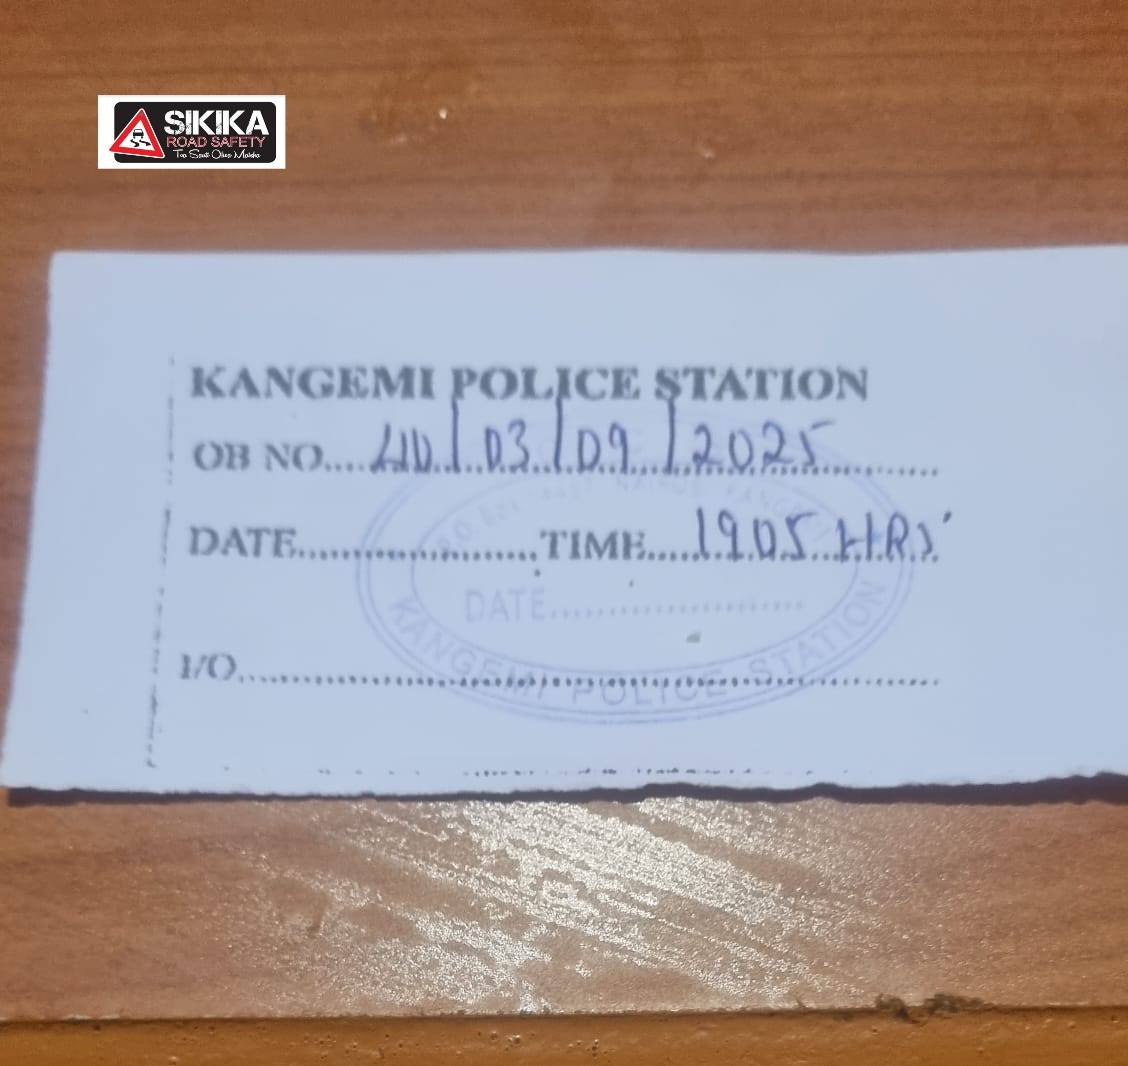 SIKIKA
ROAD SAFETY
KANGEMI POLICE STATION
OB NO....40/03/09/2025
DATE....................TIME.....1905 HRS
DATE....................
I/O....................
KANGEMI POLICE STATION